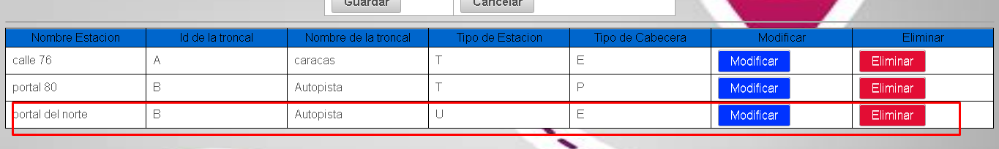 Guardar Cancelar
Nombre Estacion Id de la troncal Nombre de la troncal Tipo de Estacion Tipo de Cabecera Modificar Eliminar
calle 76 A caracas T E Modificar Eliminar
portal 80 B Autopista T P Modificar Eliminar
portal del norte B Autopista U E Modificar Eliminar